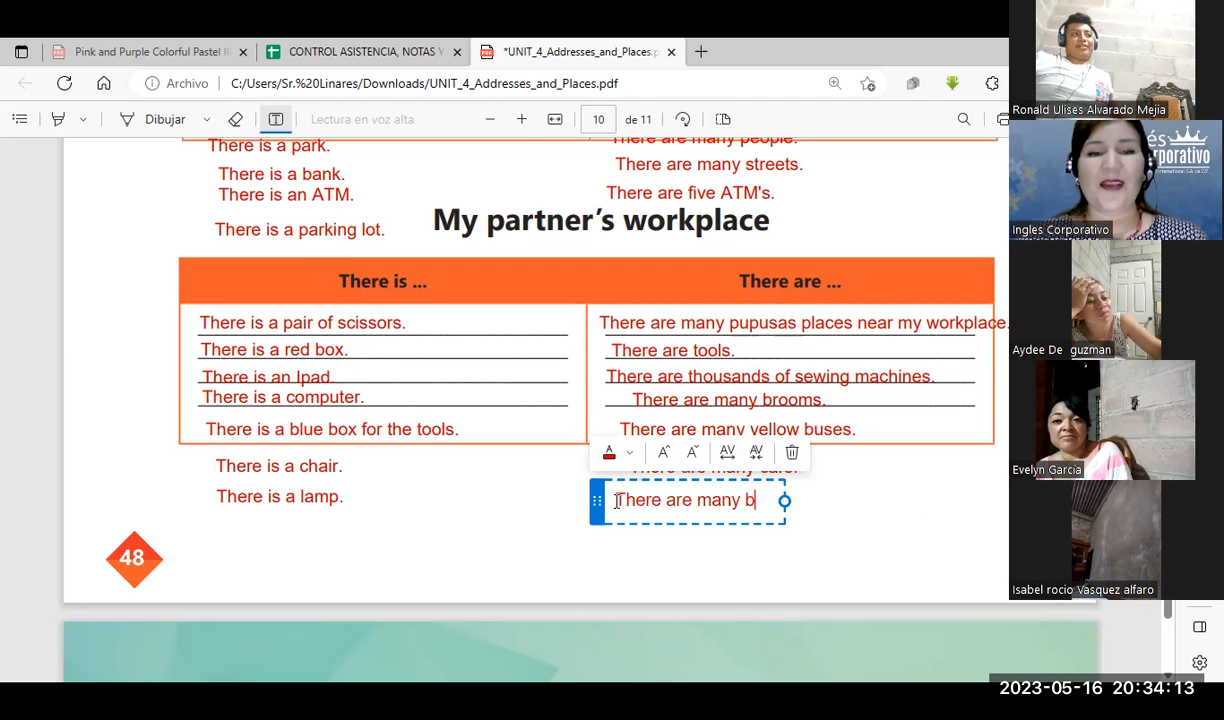 Pink and Purple Colorful Pastel Il
CONTROL ASISTENCIA, NOTAS Y
*UNIT_4_Addresses_and_Places.p
Archivo
C:/Users/Sr.%20Linares/Downloads/UNIT_4_Addresses_and_Places.pdf
Dibujar
Lectura en voz alta
10
de 11
There is a park.
There are many people.
There is a bank.
There are many streets.
There is an ATM.
There are five ATM's.
There is a parking lot.
My partner's workplace
There is ...
There are ...
There is a pair of scissors.
There are many pupusas places near my workplace.
There is a red box.
There are tools.
There is an Ipad.
There are thousands of sewing machines.
There is a computer.
There are many brooms.
There is a blue box for the tools.
There are many yellow buses.
A
AV
AV
There is a chair.
There are many cars.
There is a lamp.
There are many b
48
Ronald Ulises Alvarado Mejia
és
orporativo
Ingles Corporativo
Aydee De guzman
Evelyn García
Isabel rocio Vasquez alfaro
2023-05-16 20:34:13